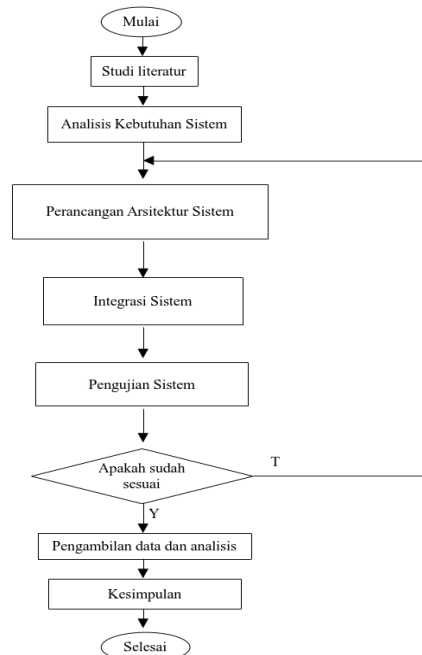 Mulai
Studi literatur
Analisis Kebutuhan Sistem
Perancangan Arsitektur Sistem
Integrasi Sistem
Pengujian Sistem
Apakah sudah
sesuai
T
Y
Pengambilan data dan analisis
Kesimpulan
Selesai